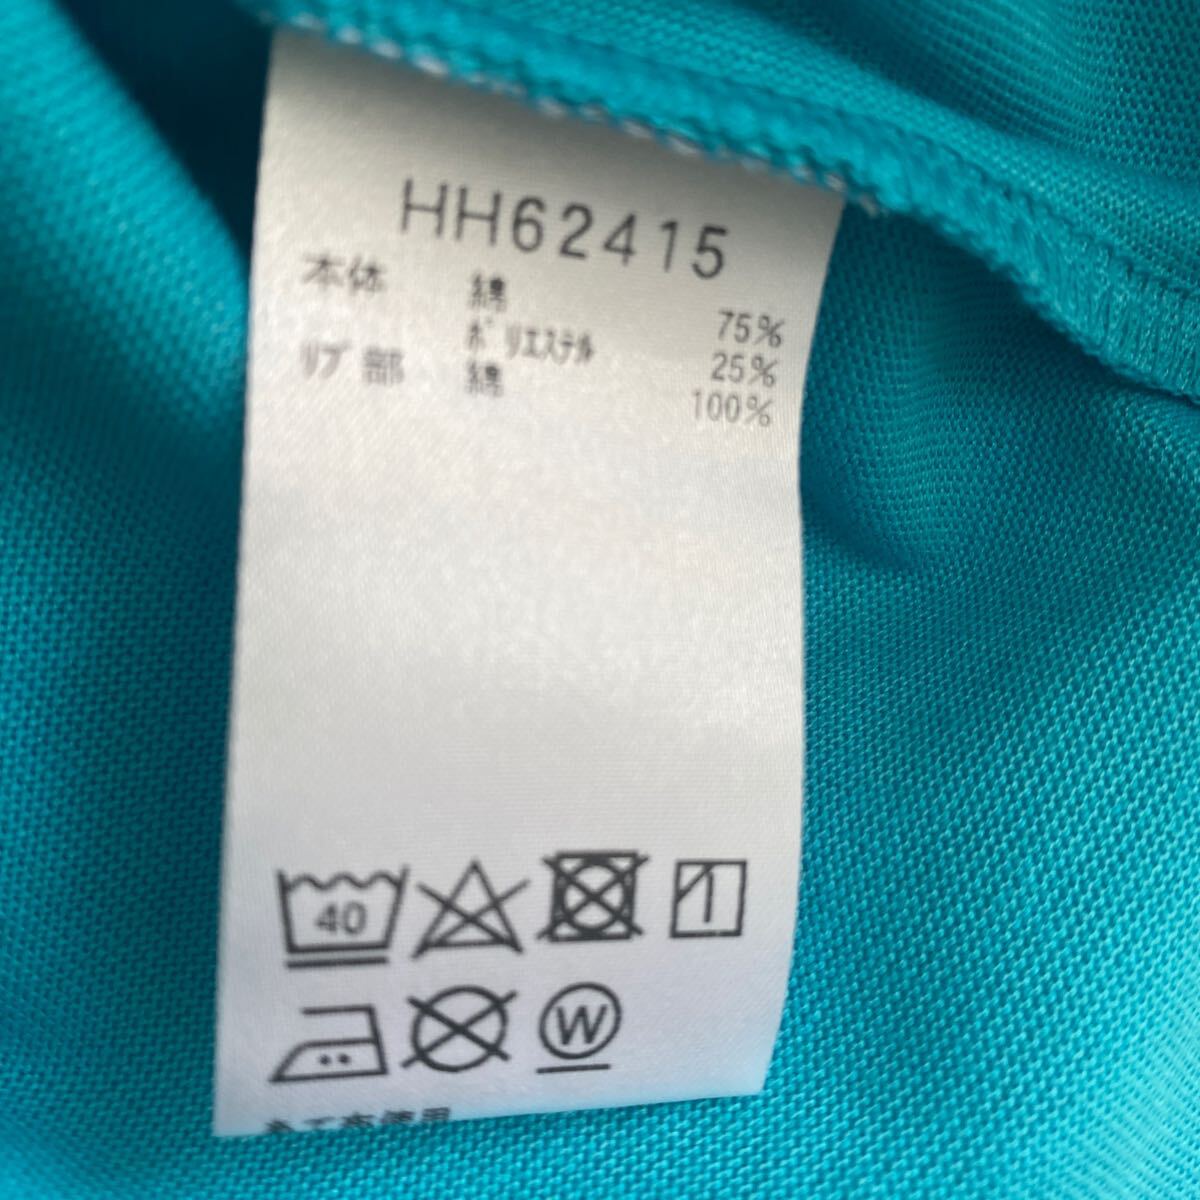 HH62415
本体 綿 75%
ポリエステル 25%
リブ部 綿 100%
40
W